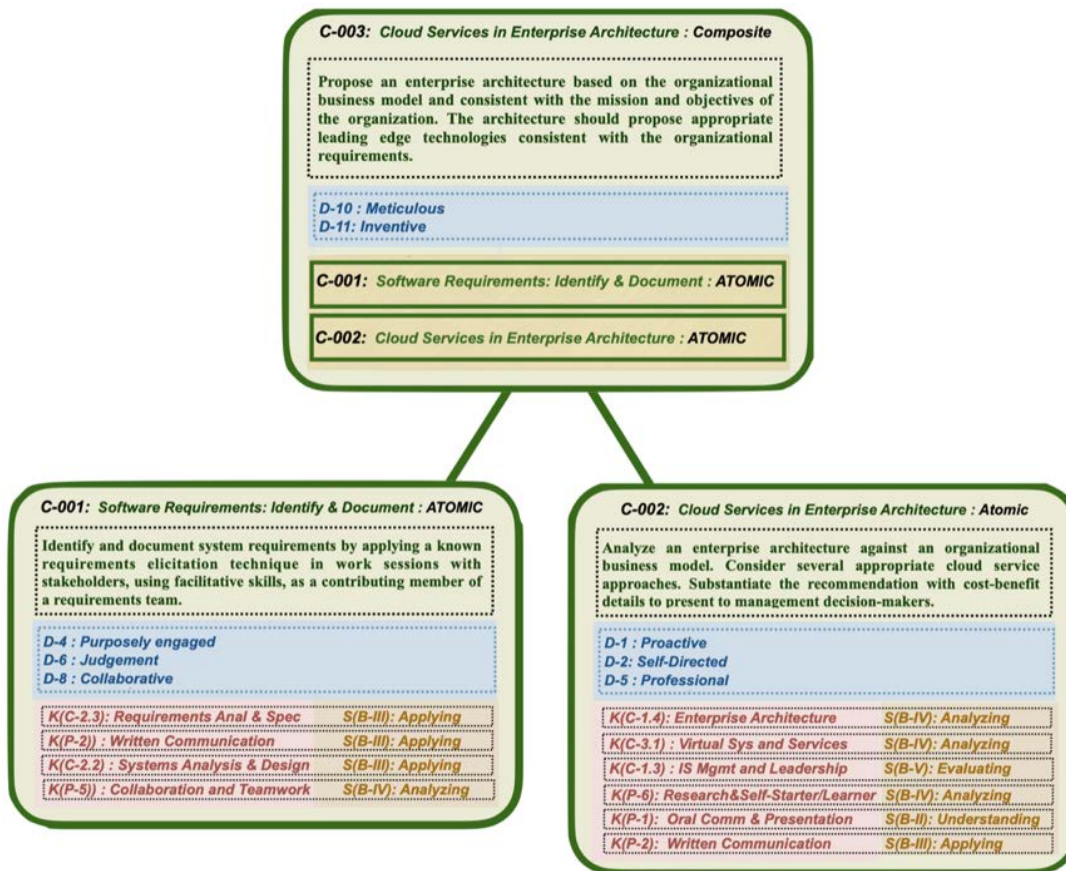 C-003: Cloud Services in Enterprise Architecture : Composite
Propose an enterprise architecture based on the organizational
business model and consistent with the mission and objectives of
the organization. The architecture should propose appropriate
leading edge technologies consistent with the organizational
requirements.
D-10 : Meticulous
D-11: Inventive
C-001: Software Requirements: Identify & Document : ATOMIC
C-002: Cloud Services in Enterprise Architecture : ATOMIC
C-001: Software Requirements: Identify & Document : ATOMIC
Identify and document system requirements by applying a known
requirements elicitation technique in work sessions with
stakeholders, using facilitative skills, as a contributing member of
a requirements team.
D-4 : Purposely engaged
D-6 : Judgement
D-8 : Collaborative
K(C-2.3): Requirements Anal & Spec S(B-III): Applying
K(P-2)) : Written Communication S(B-III): Applying
K(C-2.2) : Systems Analysis & Design S(B-III): Applying
K(P-5)) : Collaboration and Teamwork S(B-IV): Analyzing
C-002: Cloud Services in Enterprise Architecture : Atomic
Analyze an enterprise architecture against an organizational
business model. Consider several appropriate cloud service
approaches. Substantiate the recommendation with cost-benefit
details to present to management decision-makers.
D-1 : Proactive
D-2: Self-Directed
D-5 : Professional
K(C-1.4): Enterprise Architecture S(B-IV): Analyzing
K(C-3.1) : Virtual Sys and Services S(B-IV): Analyzing
K(C-1.3) : IS Mgmt and Leadership S(B-V): Evaluating
K(P-6): Research&Self-Starter/Learner S(B-IV): Analyzing
K(P-1): Oral Comm & Presentation S(B-II): Understanding
K(P-2): Written Communication S(B-III): Applying